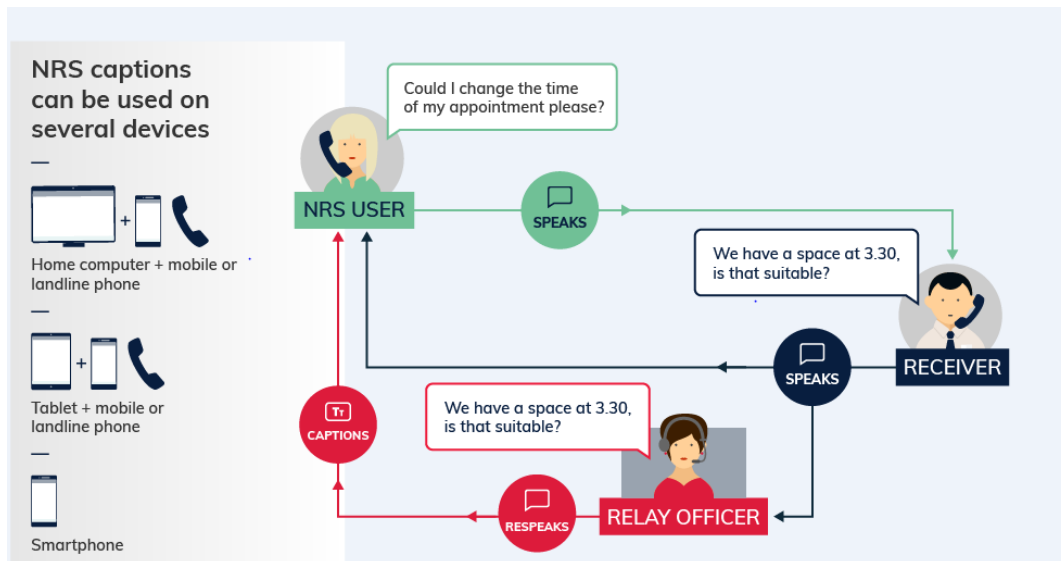 NRS captions
can be used on
several devices
Home computer + mobile or
landline phone
Tablet + mobile or
landline phone
Smartphone
Could I change the time
of my appointment please?
NRS USER
SPEAKS
We have a space at 3.30,
is that suitable?
RECEIVER
SPEAKS
We have a space at 3.30,
is that suitable?
RELAY OFFICER
RESPEAKS
TT
CAPTIONS